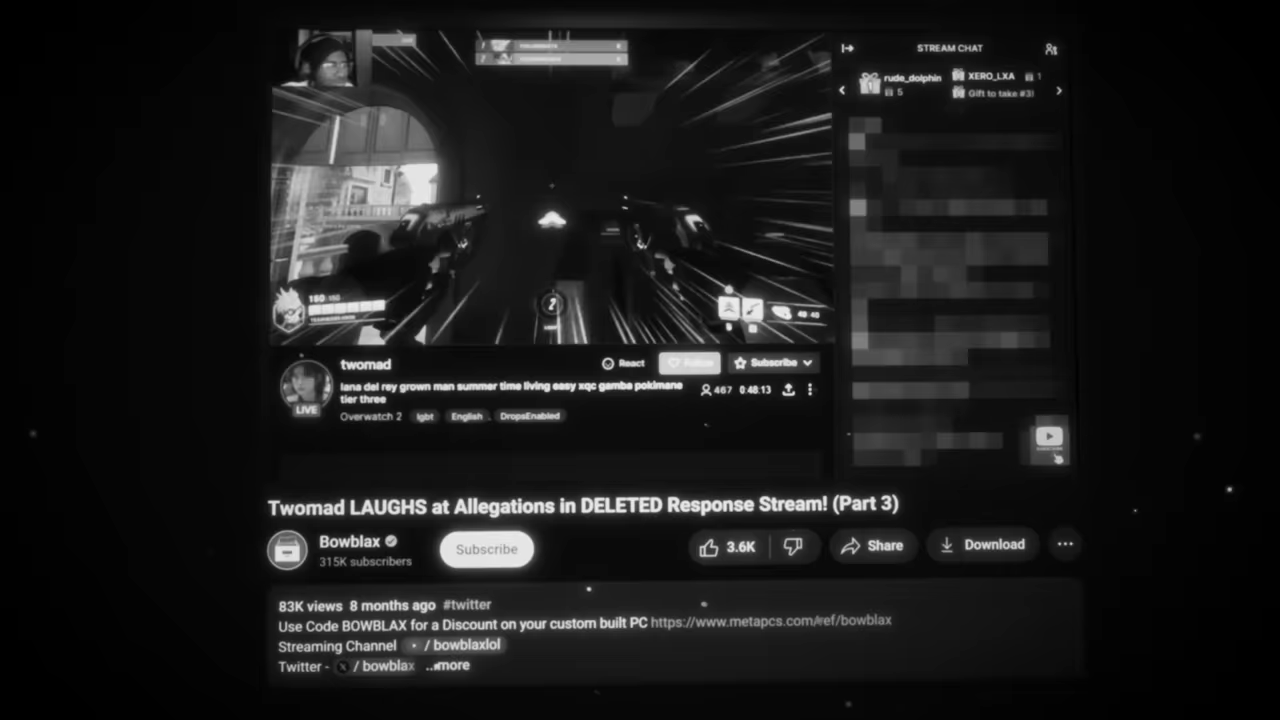 STREAM CHAT
rude_dolphin
5
XERO_LXA 1
Gift to take #3!
150
twomad
React
Follow
Subscribe
lana del rey grown man summer time living easy xqc gamba pokimane
tier three
467 0:48:13
LIVE
Overwatch 2 lgbt English DropsEnabled
Twomad LAUGHS at Allegations in DELETED Response Stream! (Part 3)
Bowblax
315K subscribers
Subscribe
3.6K
Share
Download
83K views 8 months ago #twitter
Use Code BOWBLAX for a Discount on your custom built PC https://www.metapcs.com/ref/bowblax
Streaming Channel / bowblaxlol
Twitter - X / bowblax ...more